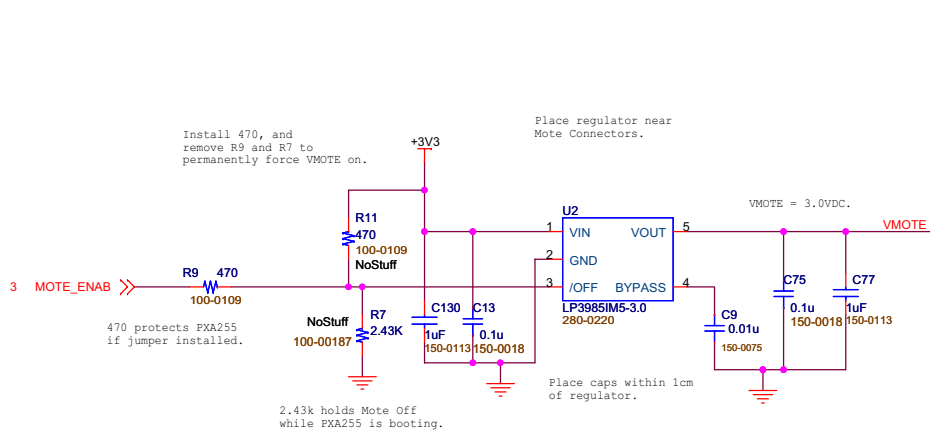 Place regulator near
Mote Connectors.
Install 470, and
remove R9 and R7 to
permanently force VMOTE on.
+3V3
VMOTE = 3.0VDC.
U2
R11
470
100-0109
NoStuff
1
VIN
VOUT
5
VMOTE
2
GND
R9
470
100-0109
3
MOTE_ENAB
3
/OFF
BYPASS
4
LP3985IM5-3.0
280-0220
C75
0.1u
150-0018
C77
1uF
150-0113
NoStuff
R7
2.43K
100-00187
C130
1uF
150-0113
C13
0.1u
150-0018
C9
0.01u
150-0075
470 protects PXA255
if jumper installed.
Place caps within 1cm
of regulator.
2.43k holds Mote Off
while PXA255 is booting.